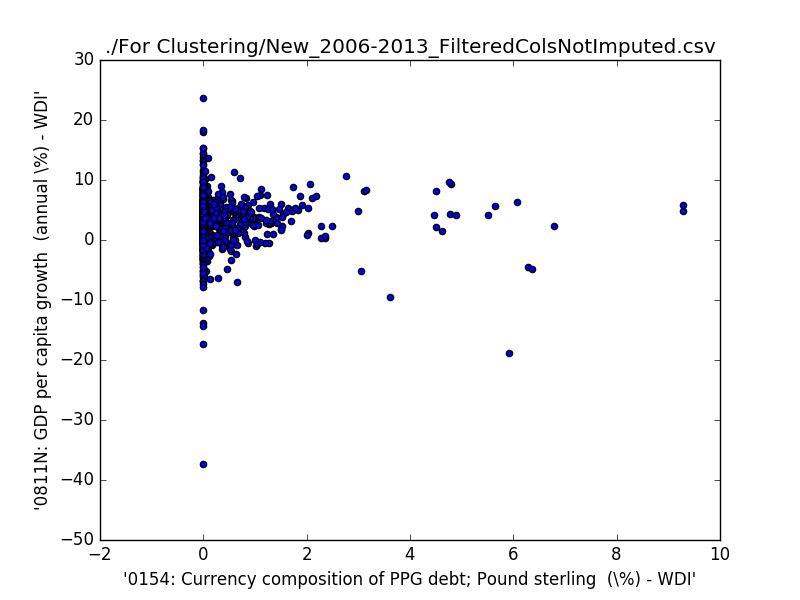 ./For Clustering/New_2006-2013_FilteredColsNotImputed.csv
30
20
10
0
−10
−20
−30
−40
−50
'0811N: GDP per capita growth  (annual \%) - WDI'
−2 0 2 4 6 8 10
'0154: Currency composition of PPG debt; Pound sterling  (\%) - WDI'